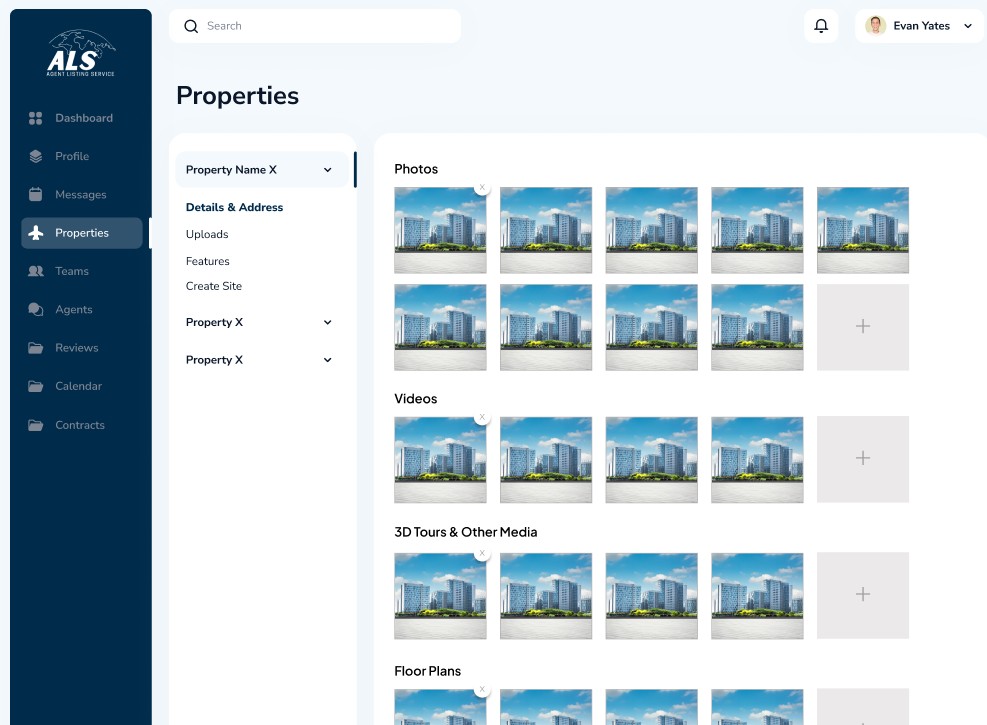 ALS
AGENT LISTING SERVICE
Dashboard
Profile
Messages
Properties
Teams
Agents
Reviews
Calendar
Contracts
Search
Evan Yates
Properties
Property Name X
Details & Address
Uploads
Features
Create Site
Property X
Property X
Photos
X
Videos
X
3D Tours & Other Media
X
Floor Plans
X